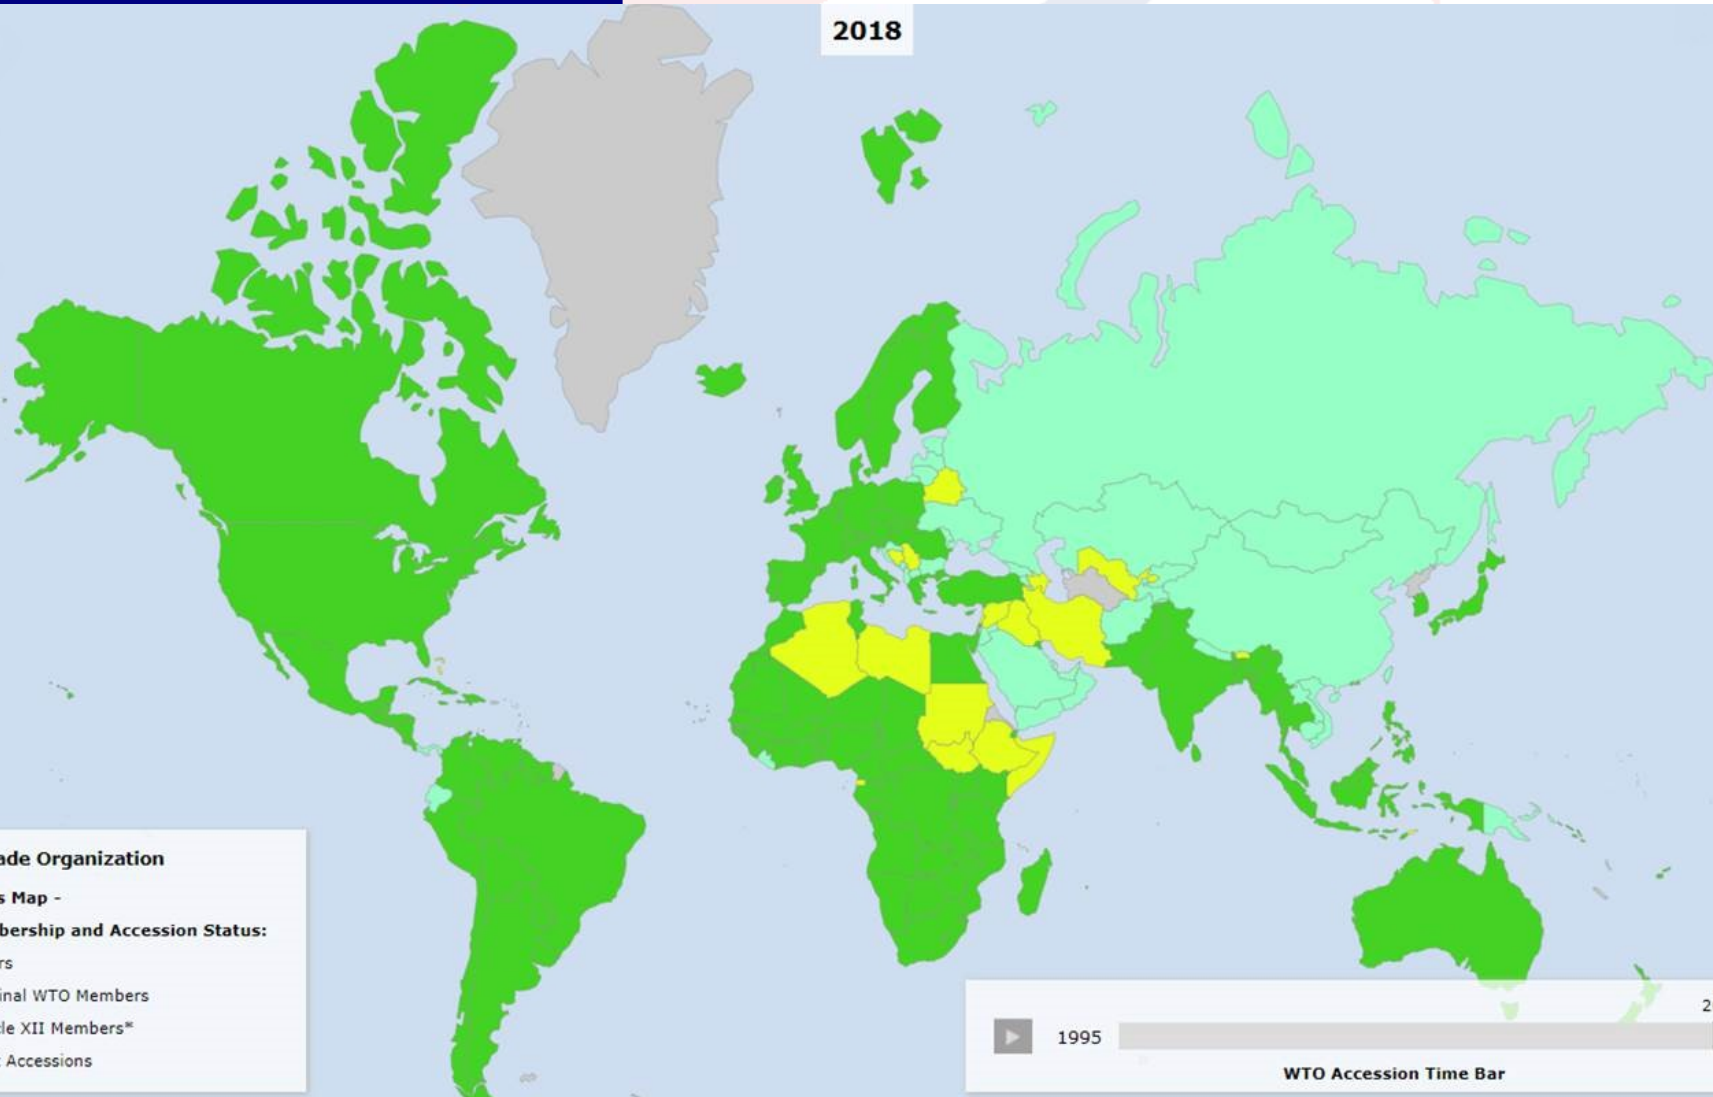 2018
ade Organization
s Map -
bership and Accession Status:
rs
inal WTO Members
le XII Members*
t Accessions
2
1995
WTO Accession Time Bar